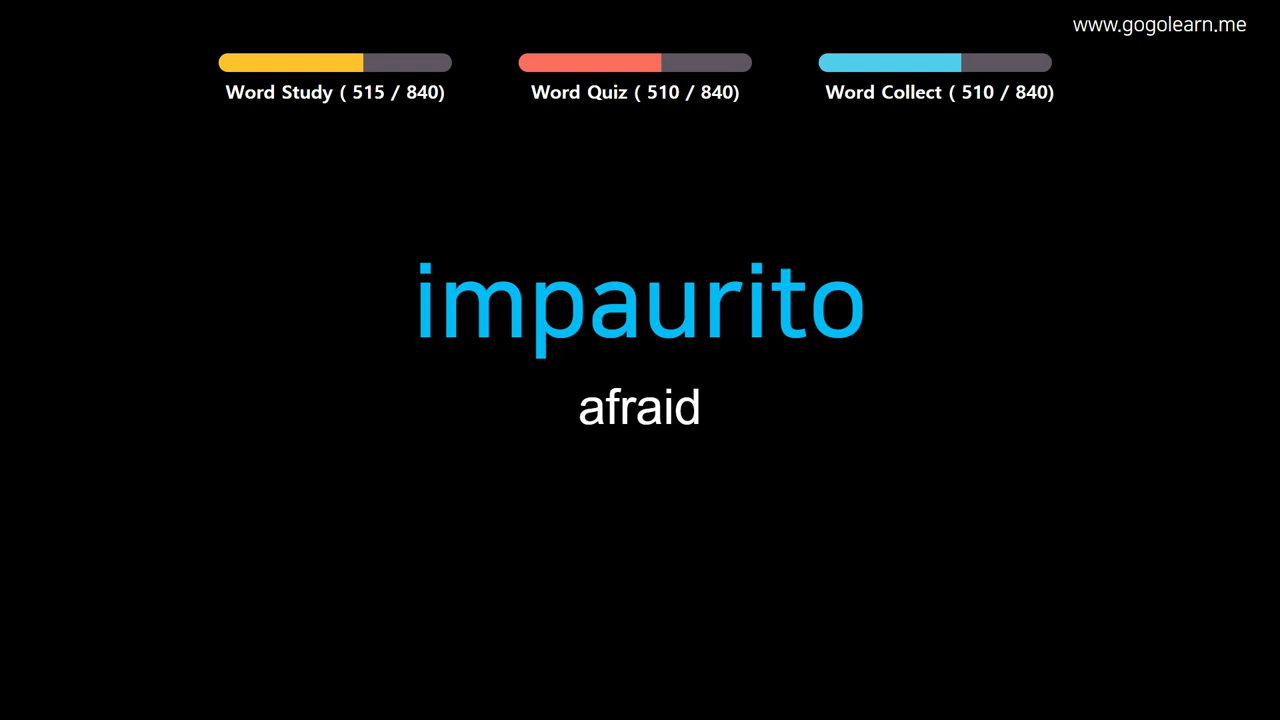 www.gogolearn.me
Word Study ( 515 / 840)
Word Quiz ( 510 / 840)
Word Collect ( 510 / 840)
impaurito
afraid